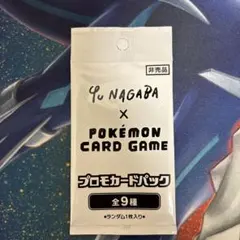 非売品
YU NAGABA
×
POKÉMON
CARD GAME
プロモカードパック
全9種
●ランダム1枚入り●